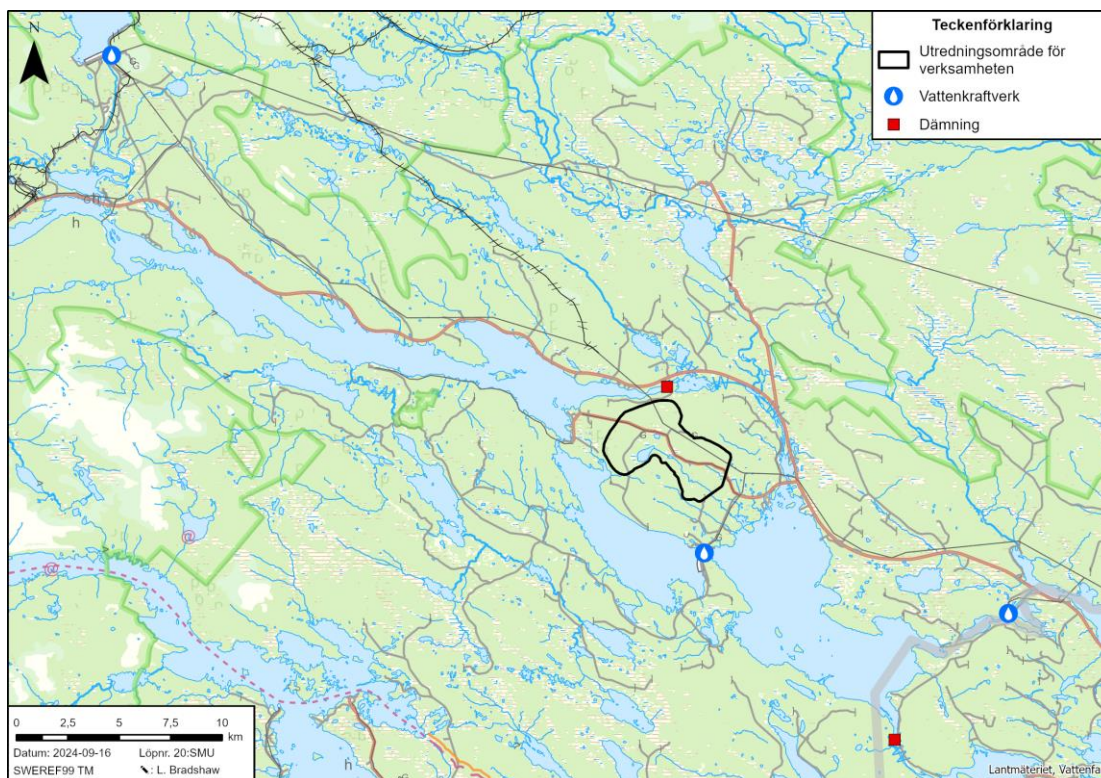 N
Teckenförklaring
Utredningsområde för
verksamheten
Vattenkraftverk
Dämning
h
h
h
0 2,5 5 7,5 10
km
Datum: 2024-09-16 Löpnr. 20:SMU
SWEREF99 TM : L. Bradshaw
Lantmäteriet, Vattenfa